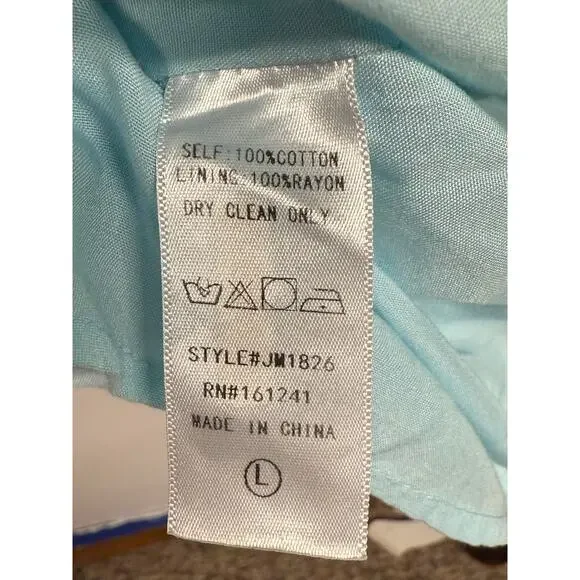 SELF:100%COTTON
LINING:100%RAYON
DRY CLEAN ONLY
STYLE#JM1826
RN#161241
MADE IN CHINA
L